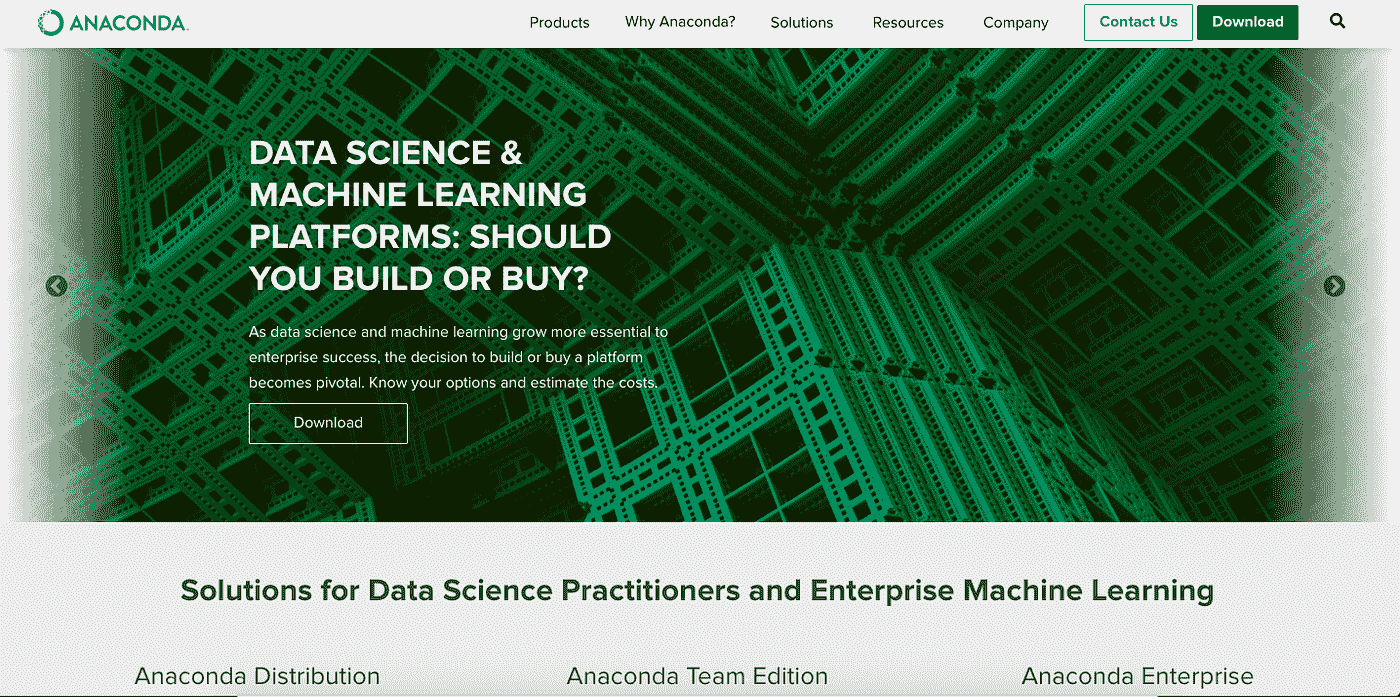 ANACONDA.
Products
Why Anaconda?
Solutions
Resources
Company
Contact Us
Download
DATA SCIENCE &
MACHINE LEARNING
PLATFORMS: SHOULD
YOU BUILD OR BUY?
As data science and machine learning grow more essential to
enterprise success, the decision to build or buy a platform
becomes pivotal. Know your options and estimate the costs.
Download
Solutions for Data Science Practitioners and Enterprise Machine Learning
Anaconda Distribution
Anaconda Team Edition
Anaconda Enterprise